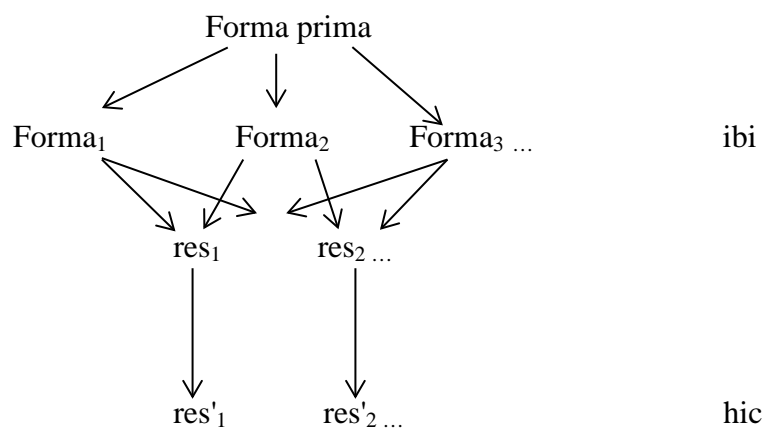 Forma prima
Forma₁ Forma₂ Forma₃ ... ibi
res₁ res₂ ...
res'₁ res'₂ ... hic